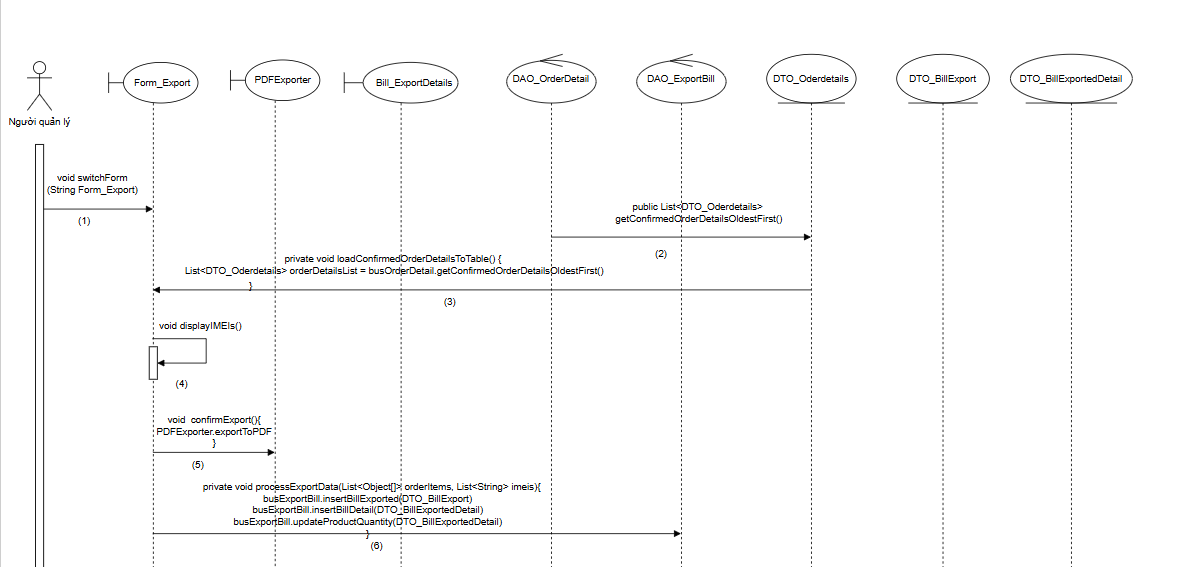 Form_Export
PDFExporter
Bill_ExportDetails
DAO_OrderDetail
DAO_ExportBill
DTO_Oderdetails
DTO_BillExport
DTO_BillExportedDetail
Người quản lý
void switchForm
(String Form_Export)
(1)
public List<DTO_Oderdetails>
getConfirmedOrderDetailsOldestFirst()
(2)
private void loadConfirmedOrderDetailsToTable() {
List<DTO_Oderdetails> orderDetailsList = busOrderDetail.getConfirmedOrderDetailsOldestFirst()
}
(3)
void displayIMEIs()
(4)
void confirmExport(){
PDFExporter.exportToPDF
}
(5)
private void processExportData(List<Object[]> orderItems, List<String> imeis){
busExportBill.insertBillExported(DTO_BillExport)
busExportBill.insertBillDetail(DTO_BillExportedDetail)
busExportBill.updateProductQuantity(DTO_BillExportedDetail)
}
(6)